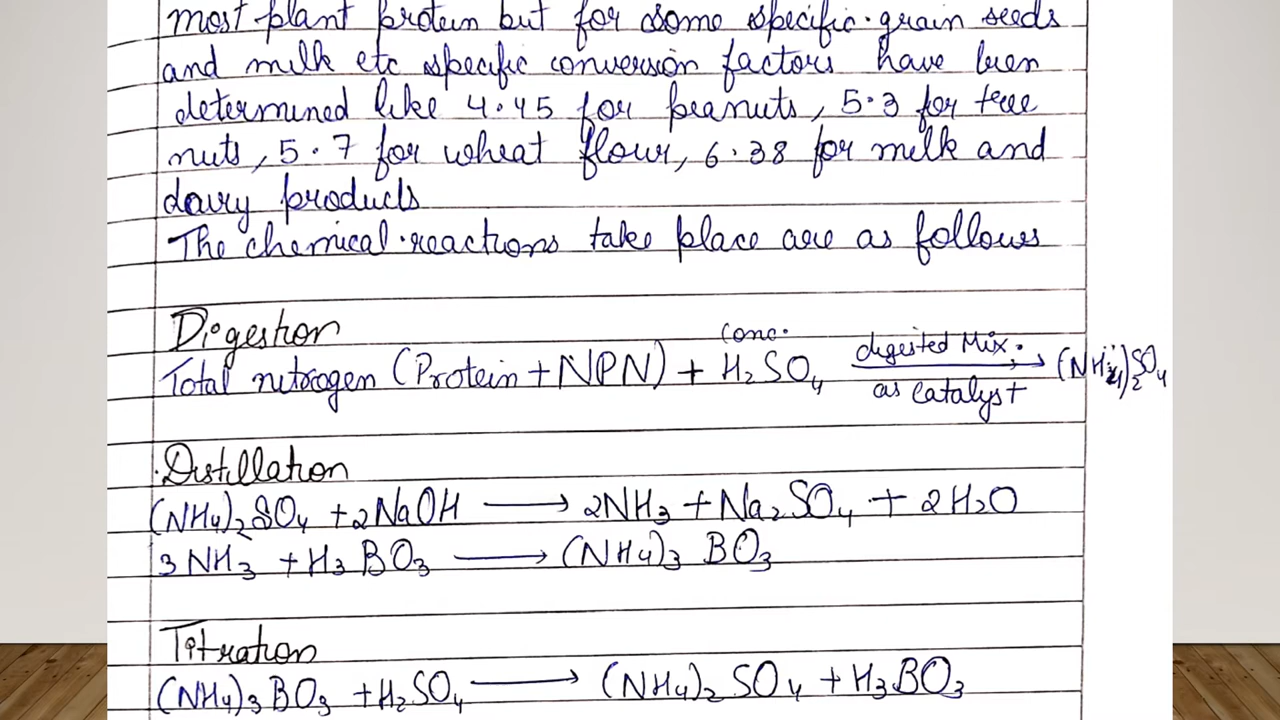 most plant protein but for some specific grain seeds
and milk etc specific conversion factors have been
determined like 4.45 for peanuts, 5.3 for tree
nuts, 5.7 for wheat flour, 6.38 for milk and
dairy products
The chemical reactions take place are as follows
Digestion
Total nitrogen (Protein + NPN) + conc. H₂SO₄ digested Mix. as catalyst → (NH₄)₂SO₄
Distillation
(NH₄)₂SO₄ + 2NaOH → 2NH₃ + Na₂SO₄ + 2H₂O
3NH₃ + H₃BO₃ → (NH₄)₃BO₃
Titration
(NH₄)₃BO₃ + H₂SO₄ → (NH₄)₂SO₄ + H₃BO₃